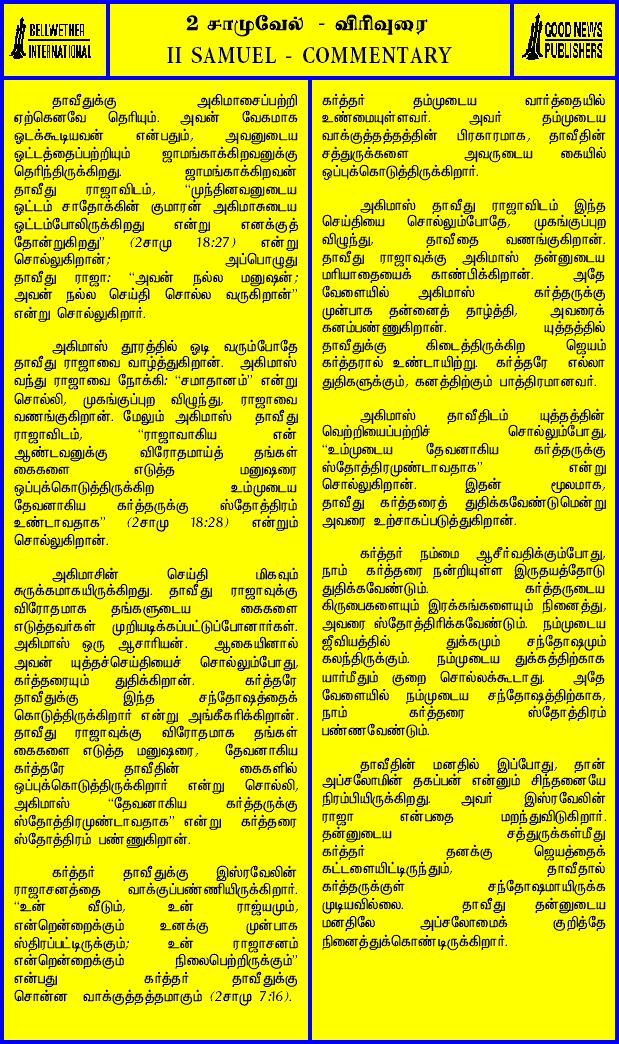 BELLWETHER
INTERNATIONAL
2 சாமுவேல் - விரிவுரை
II SAMUEL - COMMENTARY
GOOD NEWS
PUBLISHERS
தாவீதுக்கு அகிமாசைப்பற்றி
ஏற்கெனவே தெரியும். அவன் வேகமாக
ஓடக்கூடியவன் என்பதும், அவனுடைய
ஓட்டத்தைப்பற்றியும் ஜாமங்காக்கிறவனுக்கு
தெரிந்திருக்கிறது. ஜாமங்காக்கிறவன்
தாவீது ராஜாவிடம், “முந்தினவனுடைய
ஓட்டம் சாதோக்கின் குமாரன் அகிமாசுடைய
ஓட்டம்போலிருக்கிறது என்று எனக்குத்
தோன்றுகிறது” (2சாமு 18:27) என்று
சொல்லுகிறான்; அப்பொழுது
தாவீது ராஜா: “அவன் நல்ல மனுஷன்;
அவன் நல்ல செய்தி சொல்ல வருகிறான்”
என்று சொல்லுகிறார்.
அகிமாஸ் தூரத்தில் ஓடி வரும்போதே
தாவீது ராஜாவை வாழ்த்துகிறான். அகிமாஸ்
வந்து ராஜாவை நோக்கி: “சமாதானம்” என்று
சொல்லி, முகங்குப்புற விழுந்து, ராஜாவை
வணங்குகிறான். மேலும் அகிமாஸ் தாவீது
ராஜாவிடம், “ராஜாவாகிய என்
ஆண்டவனுக்கு விரோதமாய்த் தங்கள்
கைகளை எடுத்த மனுஷரை
ஒப்புக்கொடுத்திருக்கிற உம்முடைய
தேவனாகிய கர்த்தருக்கு ஸ்தோத்திரம்
உண்டாவதாக” (2சாமு 18:28) என்றும்
சொல்லுகிறான்.
அகிமாசின் செய்தி மிகவும்
சுருக்கமாகயிருக்கிறது. தாவீது ராஜாவுக்கு
விரோதமாக தங்களுடைய கைகளை
எடுத்தவர்கள் முறியடிக்கப்பட்டுப்போனார்கள்.
அகிமாஸ் ஒரு ஆசாரியன். ஆகையினால்
அவன் யுத்தச்செய்தியைச் சொல்லும்போது,
கர்த்தரையும் துதிக்கிறான். கர்த்தரே
தாவீதுக்கு இந்த சந்தோஷத்தைக்
கொடுத்திருக்கிறார் என்று அங்கீகரிக்கிறான்.
தாவீது ராஜாவுக்கு விரோதமாக தங்கள்
கைகளை எடுத்த மனுஷரை, தேவனாகிய
கர்த்தரே தாவீதின் கைகளில்
ஒப்புக்கொடுத்திருக்கிறார் என்று சொல்லி,
அகிமாஸ் “தேவனாகிய கர்த்தருக்கு
ஸ்தோத்திரமுண்டாவதாக” என்று கர்த்தரை
ஸ்தோத்திரம் பண்ணுகிறான்.
கர்த்தர் தாவீதுக்கு இஸ்ரவேலின்
ராஜாசனத்தை வாக்குப்பண்ணியிருக்கிறார்.
“உன் வீடும், உன் ராஜ்யமும்,
என்றென்றைக்கும் உனக்கு முன்பாக
ஸ்திரப்பட்டிருக்கும்; உன் ராஜாசனம்
என்றென்றைக்கும் நிலைபெற்றிருக்கும்”
என்பது கர்த்தர் தாவீதுக்கு
சொன்ன வாக்குத்தத்தமாகும் (2சாமு 7:16).
கர்த்தர் தம்முடைய வார்த்தையில்
உண்மையுள்ளவர். அவர் தம்முடைய
வாக்குத்தத்தத்தின் பிரகாரமாக, தாவீதின்
சத்துருக்களை அவருடைய கையில்
ஒப்புக்கொடுத்திருக்கிறார்.
அகிமாஸ் தாவீது ராஜாவிடம் இந்த
செய்தியை சொல்லும்போதே, முகங்குப்புற
விழுந்து, தாவீதை வணங்குகிறான்.
தாவீது ராஜாவுக்கு அகிமாஸ் தன்னுடைய
மரியாதையைக் காண்பிக்கிறான். அதே
வேளையில் அகிமாஸ் கர்த்தருக்கு
முன்பாக தன்னைத் தாழ்த்தி, அவரைக்
கனம்பண்ணுகிறான். யுத்தத்தில்
தாவீதுக்கு கிடைத்திருக்கிற ஜெயம்
கர்த்தரால் உண்டாயிற்று. கர்த்தரே எல்லா
துதிகளுக்கும், கனத்திற்கும் பாத்திரமானவர்.
அகிமாஸ் தாவீதிடம் யுத்தத்தின்
வெற்றியைப்பற்றிச் சொல்லும்போது,
“உம்முடைய தேவனாகிய கர்த்தருக்கு
ஸ்தோத்திரமுண்டாவதாக” என்று
சொல்லுகிறான். இதன் மூலமாக,
தாவீது கர்த்தரைத் துதிக்கவேண்டுமென்று
அவரை உற்சாகப்படுத்துகிறான்.
கர்த்தர் நம்மை ஆசீர்வதிக்கும்போது,
நாம் கர்த்தரை நன்றியுள்ள இருதயத்தோடு
துதிக்கவேண்டும். கர்த்தருடைய
கிருபைகளையும் இரக்கங்களையும் நினைத்து,
அவரை ஸ்தோத்திரிக்கவேண்டும். நம்முடைய
ஜீவியத்தில் துக்கமும் சந்தோஷமும்
கலந்திருக்கும். நம்முடைய துக்கத்திற்காக
யார்மீதும் குறை சொல்லக்கூடாது. அதே
வேளையில் நம்முடைய சந்தோஷத்திற்காக,
நாம் கர்த்தரை ஸ்தோத்திரம்
பண்ணவேண்டும்.
தாவீதின் மனதில் இப்போது, தான்
அப்சலோமின் தகப்பன் என்னும் சிந்தனையே
நிரம்பியிருக்கிறது. அவர் இஸ்ரவேலின்
ராஜா என்பதை மறந்துவிடுகிறார்.
தன்னுடைய சத்துருக்கள்மீது
கர்த்தர் தனக்கு ஜெயத்தைக்
கட்டளையிட்டிருந்தும், தாவீதால்
கர்த்தருக்குள் சந்தோஷமாயிருக்க
முடியவில்லை. தாவீது தன்னுடைய
மனதிலே அப்சலோமைக் குறித்தே
நினைத்துக்கொண்டிருக்கிறார்.